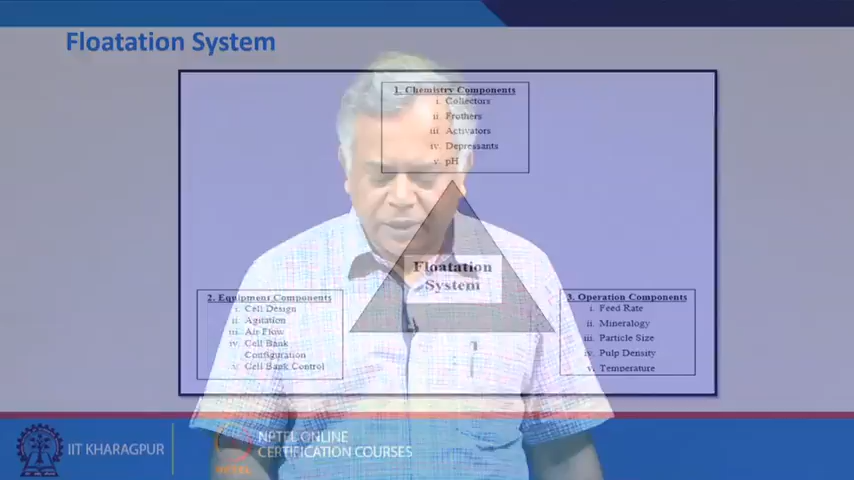 Floatation System
1. Chemistry Components
i. Collectors
ii. Frothers
iii. Activators
iv. Depressants
v. pH
Floatation
System
2. Equipment Components
i. Cell Design
ii. Agitation
iii. Air Flow
iv. Cell Bank
Configuration
v. Cell Bank Control
3. Operation Components
i. Feed Rate
ii. Mineralogy
iii. Particle Size
iv. Pulp Density
v. Temperature
IIT KHARAGPUR
NPTEL ONLINE
CERTIFICATION COURSES
NPTEL